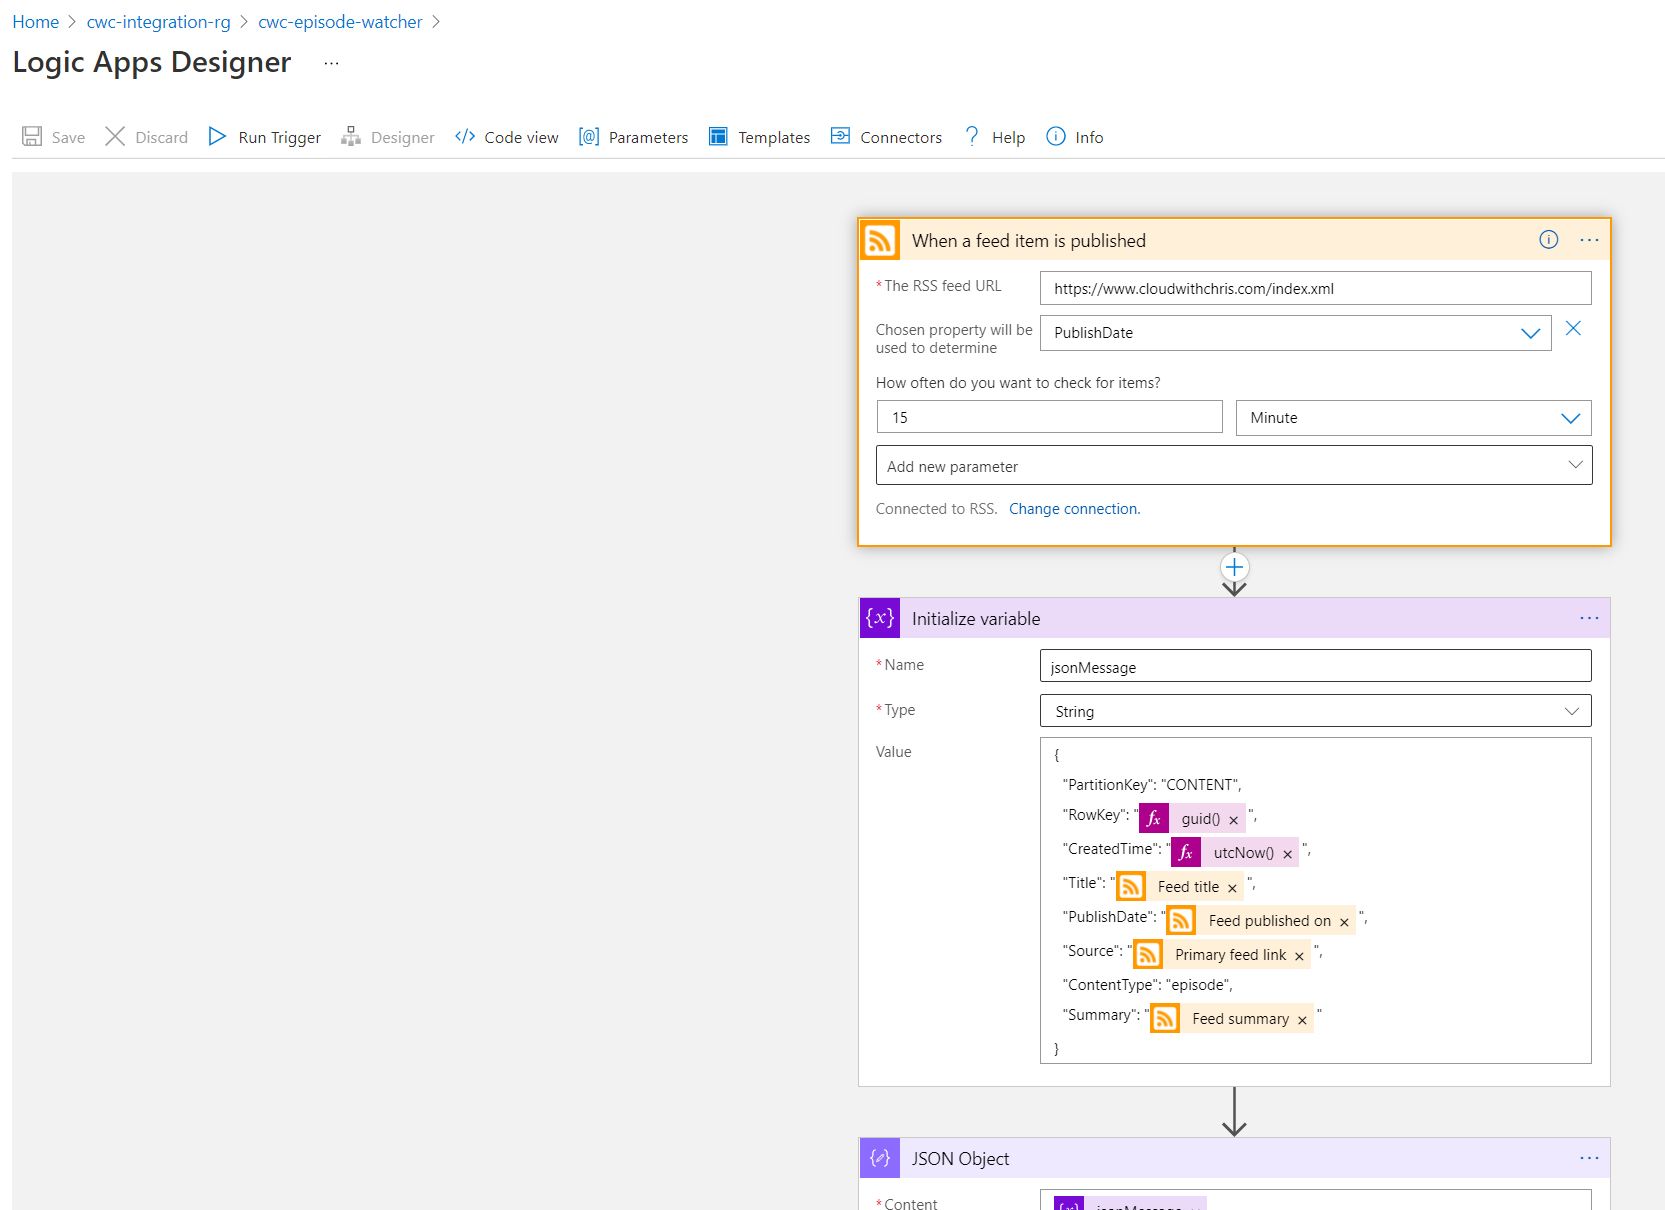 Home > cwc-integration-rg > cwc-episode-watcher >
Logic Apps Designer ...
Save Discard Run Trigger Designer </> Code view [@] Parameters Templates Connectors ? Help Info
When a feed item is published
* The RSS feed URL
https://www.cloudwithchris.com/index.xml
Chosen property will be
used to determine
PublishDate
How often do you want to check for items?
15
Minute
Add new parameter
Connected to RSS. Change connection.
{x} Initialize variable
* Name
jsonMessage
* Type
String
Value
{
"PartitionKey": "CONTENT",
"RowKey": "fx guid() × ",
"CreatedTime": "fx utcNow() × ",
"Title": "Feed title × ",
"PublishDate": "Feed published on × ",
"Source": "Primary feed link × ",
"ContentType": "episode",
"Summary": "Feed summary × "
}
JSON Object
* Content
jsonMessage